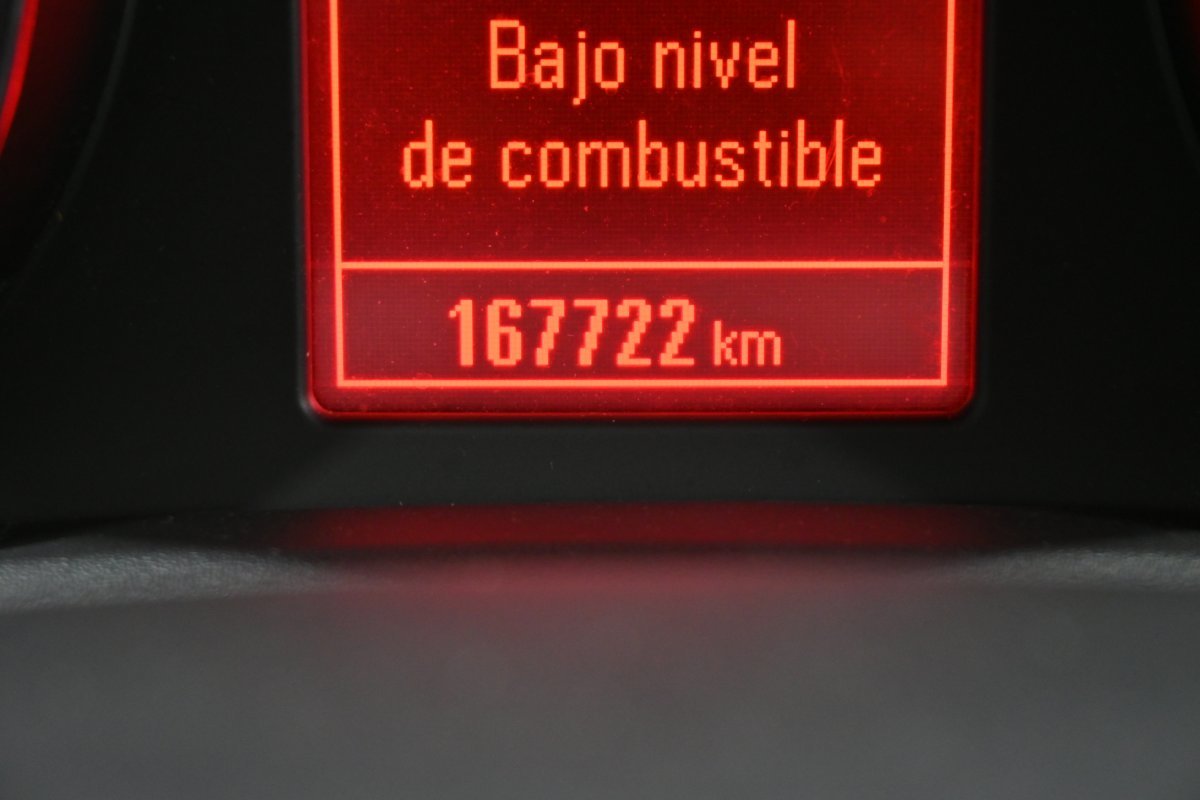 Bajo nivel
de combustible
167722 km